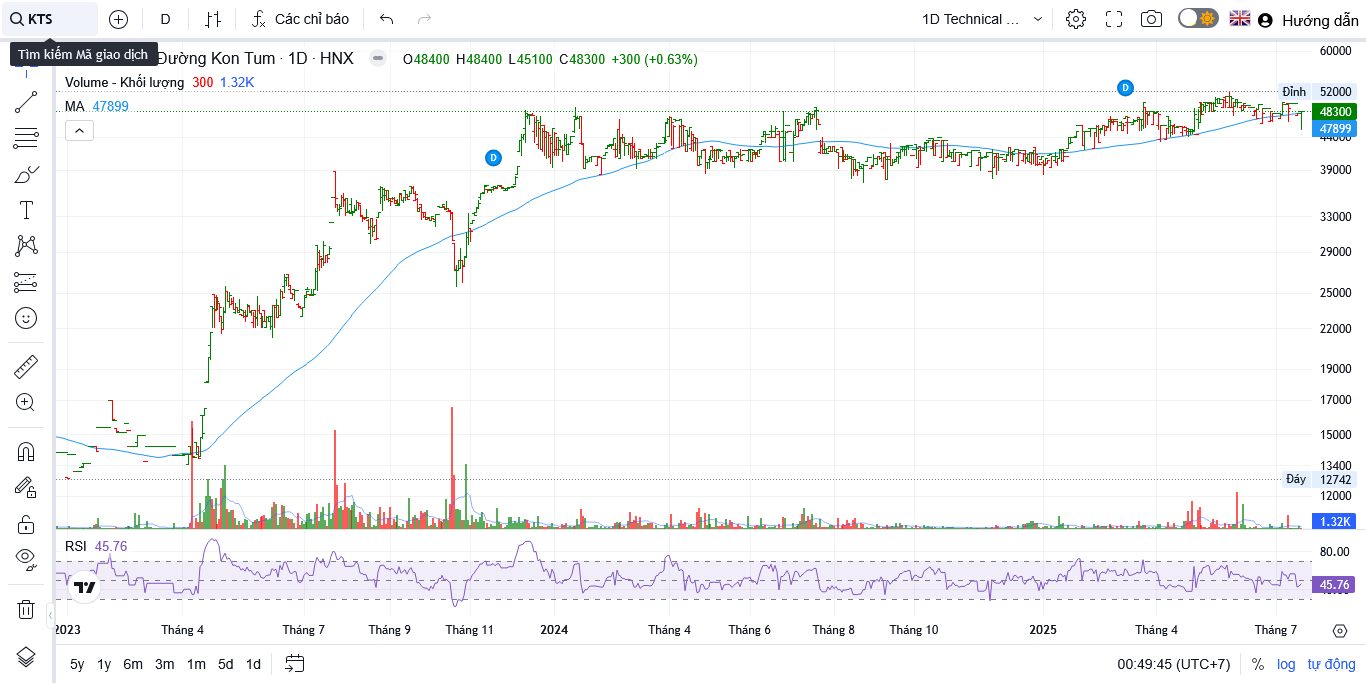 KTS
D
Các chỉ báo
1D Technical ...
Hướng dẫn
Tìm kiếm Mã giao dịch
Đường Kon Tum · 1D · HNX
O48400 H48400 L45100 C48300 +300 (+0.63%)
Volume - Khối lượng 300 1.32K
MA 47899
D
D
60000
Đỉnh 52000
48300
47899
39000
33000
29000
25000
22000
19000
17000
15000
13400
Đáy 12742
12000
1.32K
RSI 45.76
80.00
45.76
2023 Tháng 4 Tháng 7 Tháng 9 Tháng 11 2024 Tháng 4 Tháng 6 Tháng 8 Tháng 10 2025 Tháng 4 Tháng 7
5y 1y 6m 3m 1m 5d 1d
00:49:45 (UTC+7) % log tự động